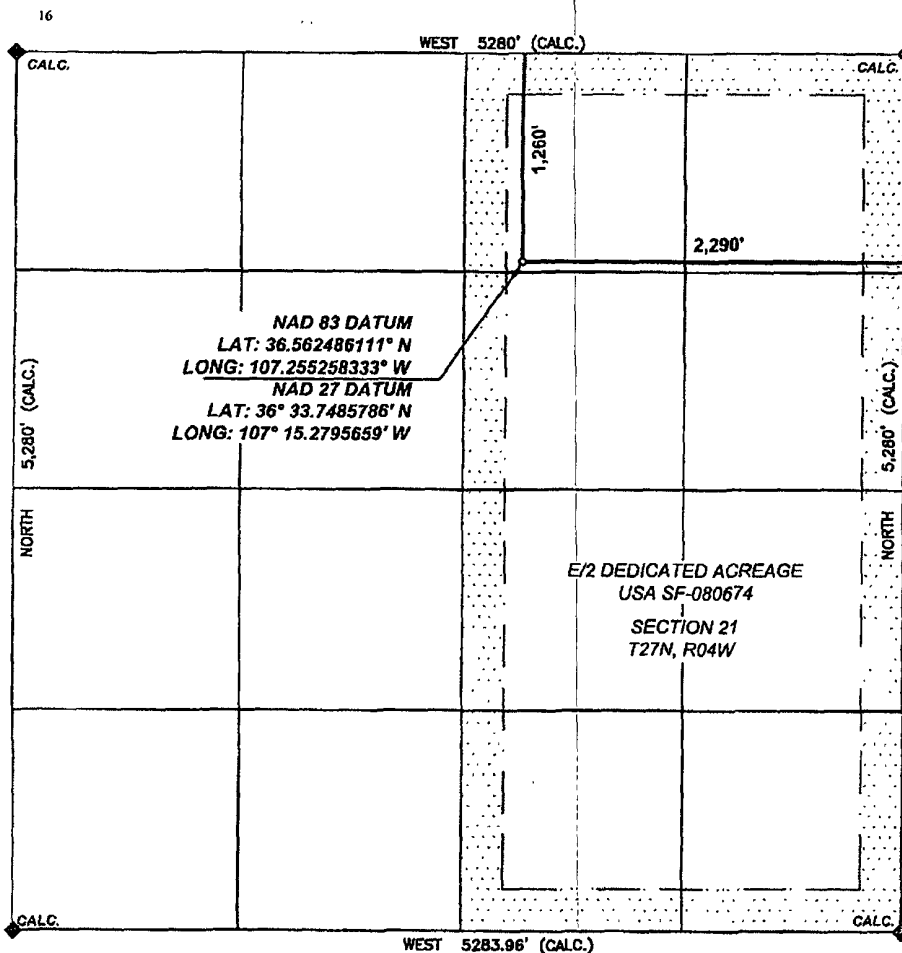 16
WEST 5280' (CALC.)
CALC.
CALC.
1,260'
2,290'
NAD 83 DATUM
LAT: 36.562486111° N
LONG: 107.255258333° W
NAD 27 DATUM
LAT: 36° 33.7485786' N
LONG: 107° 15.2795659' W
NORTH 5,280' (CALC.)
NORTH 5,280' (CALC.)
E/2 DEDICATED ACREAGE
USA SF-080674
SECTION 21
T27N, R04W
CALC.
CALC.
WEST 5283.96' (CALC.)